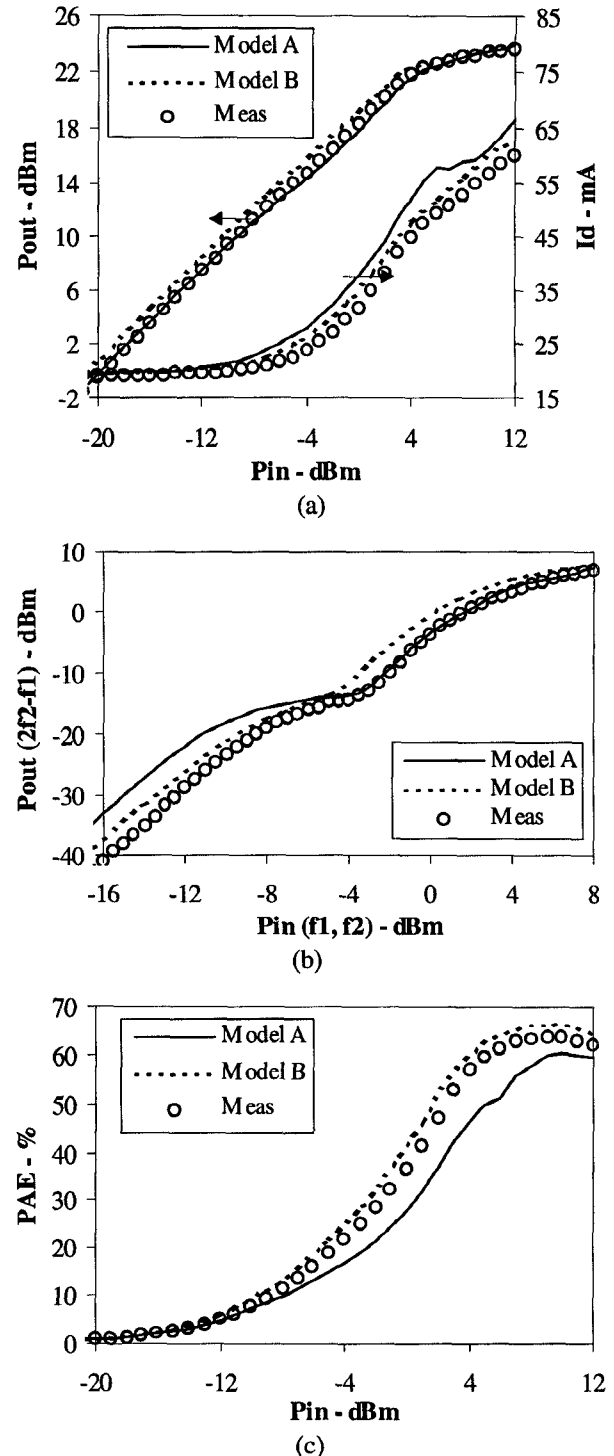 26
22
18
14
10
6
2
-2
Pout - dBm
Model A
Model B
Meas
85
75
65
55
45
35
25
15
Id - mA
-20 -12 -4 4 12
Pin - dBm
(a)
10
0
-10
-20
-30
-40
Pout (2f2-f1) - dBm
Model A
Model B
Meas
-16 -12 -8 -4 0 4 8
Pin (f1, f2) - dBm
(b)
70
60
50
40
30
20
10
0
PAE - %
Model A
Model B
Meas
-20 -12 -4 4 12
Pin - dBm
(c)